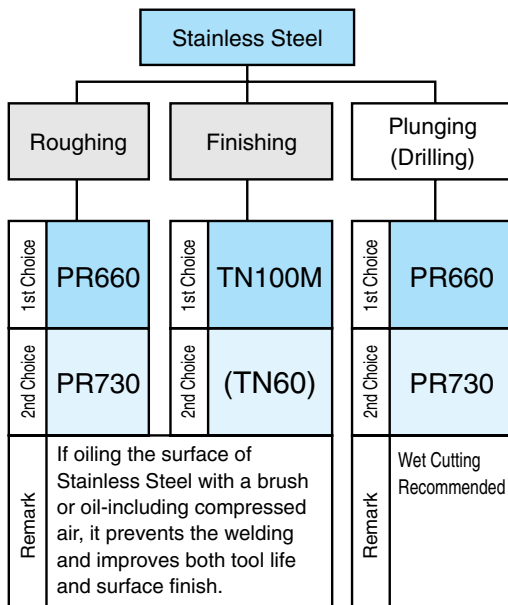 Stainless Steel
Roughing
Finishing
Plunging
(Drilling)
1st Choice
PR660
1st Choice
TN100M
1st Choice
PR660
2nd Choice
PR730
2nd Choice
(TN60)
2nd Choice
PR730
Remark
If oiling the surface of
Stainless Steel with a brush
or oil-including compressed
air, it prevents the welding
and improves both tool life
and surface finish.
Remark
Wet Cutting
Recommended